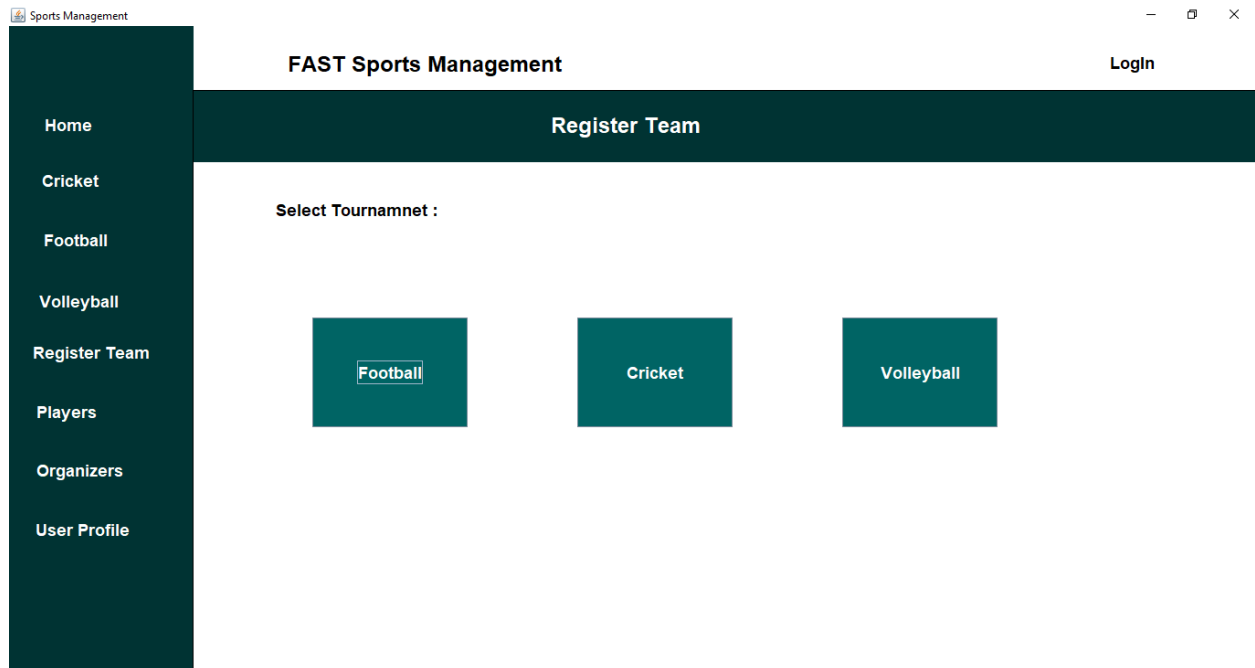 Sports Management
FAST Sports Management
LogIn
Home
Cricket
Football
Volleyball
Register Team
Players
Organizers
User Profile
Register Team
Select Tournamnet :
Football
Cricket
Volleyball